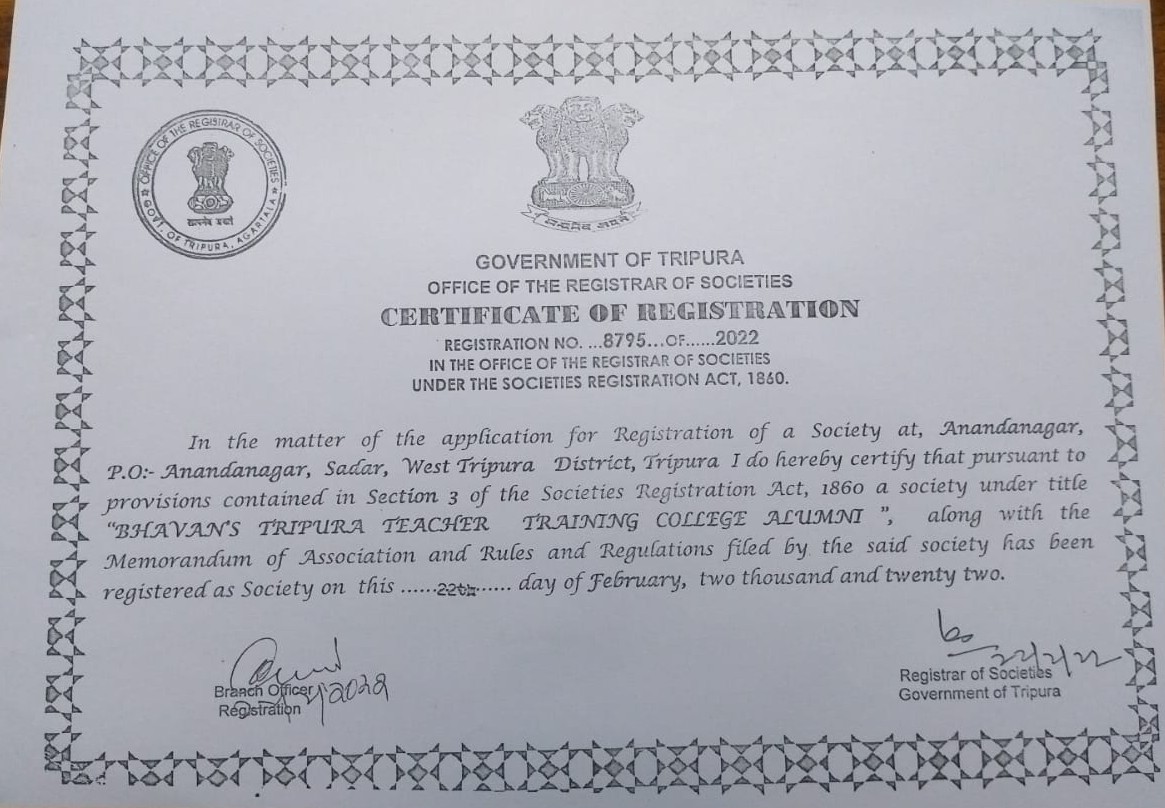 OFFICE OF THE REGISTRAR OF SOCIETIES
GOVT. OF TRIPURA, AGARTALA
सत्यमेव जयते
सत्यमेव जयते
GOVERNMENT OF TRIPURA
OFFICE OF THE REGISTRAR OF SOCIETIES
CERTIFICATE OF REGISTRATION
REGISTRATION NO. ...8795...OF......2022
IN THE OFFICE OF THE REGISTRAR OF SOCIETIES
UNDER THE SOCIETIES REGISTRATION ACT, 1860.
In the matter of the application for Registration of a Society at, Anandanagar,
P.O:- Anandanagar, Sadar, West Tripura District, Tripura I do hereby certify that pursuant to
provisions contained in Section 3 of the Societies Registration Act, 1860 a society under title
“BHAVAN'S TRIPURA TEACHER TRAINING COLLEGE ALUMNI ”, along with the
Memorandum of Association and Rules and Regulations filed by the said society has been
registered as Society on this ......22th...... day of February, two thousand and twenty two.
Branch Officer
Registration
22/2/22
Registrar of Societies
Government of Tripura